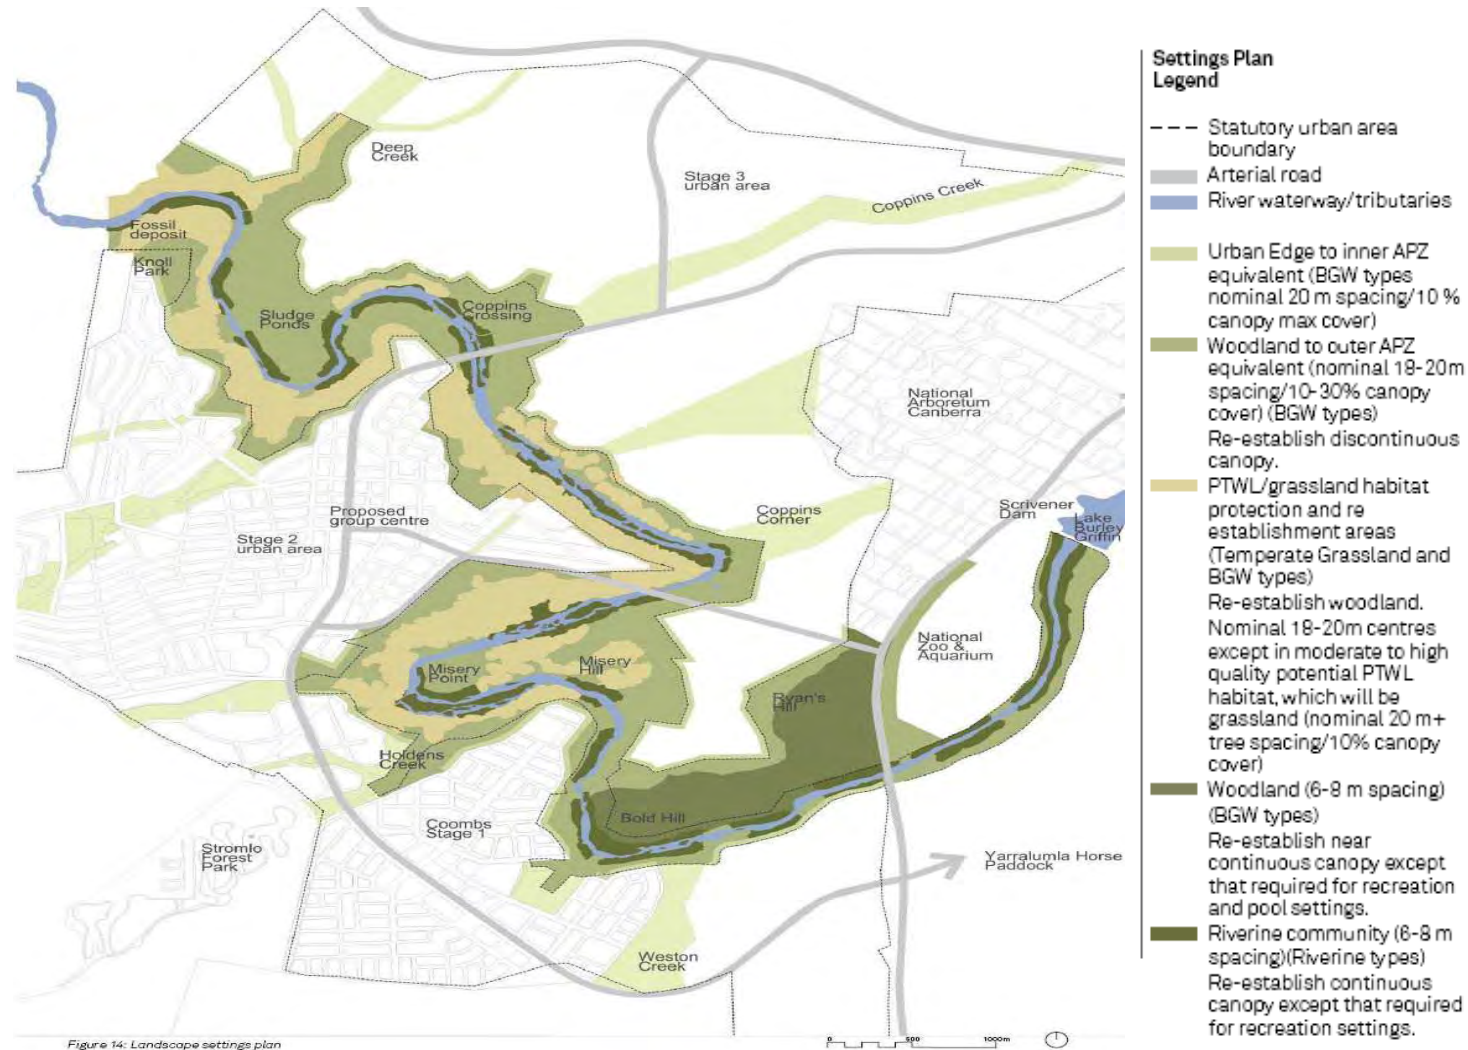 Settings Plan
Legend
Statutory urban area
boundary
Arterial road
River waterway/tributaries
Urban Edge to inner APZ
equivalent (BGW types
nominal 20 m spacing/10 %
canopy max cover)
Woodland to outer APZ
equivalent (nominal 18-20m
spacing/10-30% canopy
cover) (BGW types)
Re-establish discontinuous
canopy.
PTWL/grassland habitat
protection and re
establishment areas
(Temperate Grassland and
BGW types)
Re-establish woodland.
Nominal 18-20m centres
except in moderate to high
quality potential PTWL
habitat, which will be
grassland (nominal 20 m+
tree spacing/10% canopy
cover)
Woodland (6-8 m spacing)
(BGW types)
Re-establish near
continuous canopy except
that required for recreation
and pool settings.
Riverine community (6-8 m
spacing)(Riverine types)
Re-establish continuous
canopy except that required
for recreation settings.
Deep
Creek
Stage 3
urban area
Coppins Creek
Fossil
deposit
Knoll
Park
Sludge
Ponds
Coppins
Crossing
National
Arboretum
Canberra
Proposed
group centre
Stage 2
urban area
Coppins
Corner
Scrivener
Dam
Lake
Burley
Griffin
National
Zoo &
Aquarium
Misery
Point
Misery
Hill
Ryan's
Hill
Holdens
Creek
Coombs
Stage 1
Bold Hill
Stromlo
Forest
Park
Yarralumla Horse
Paddock
Weston
Creek
Figure 14: Landscape settings plan
0 500 1000m